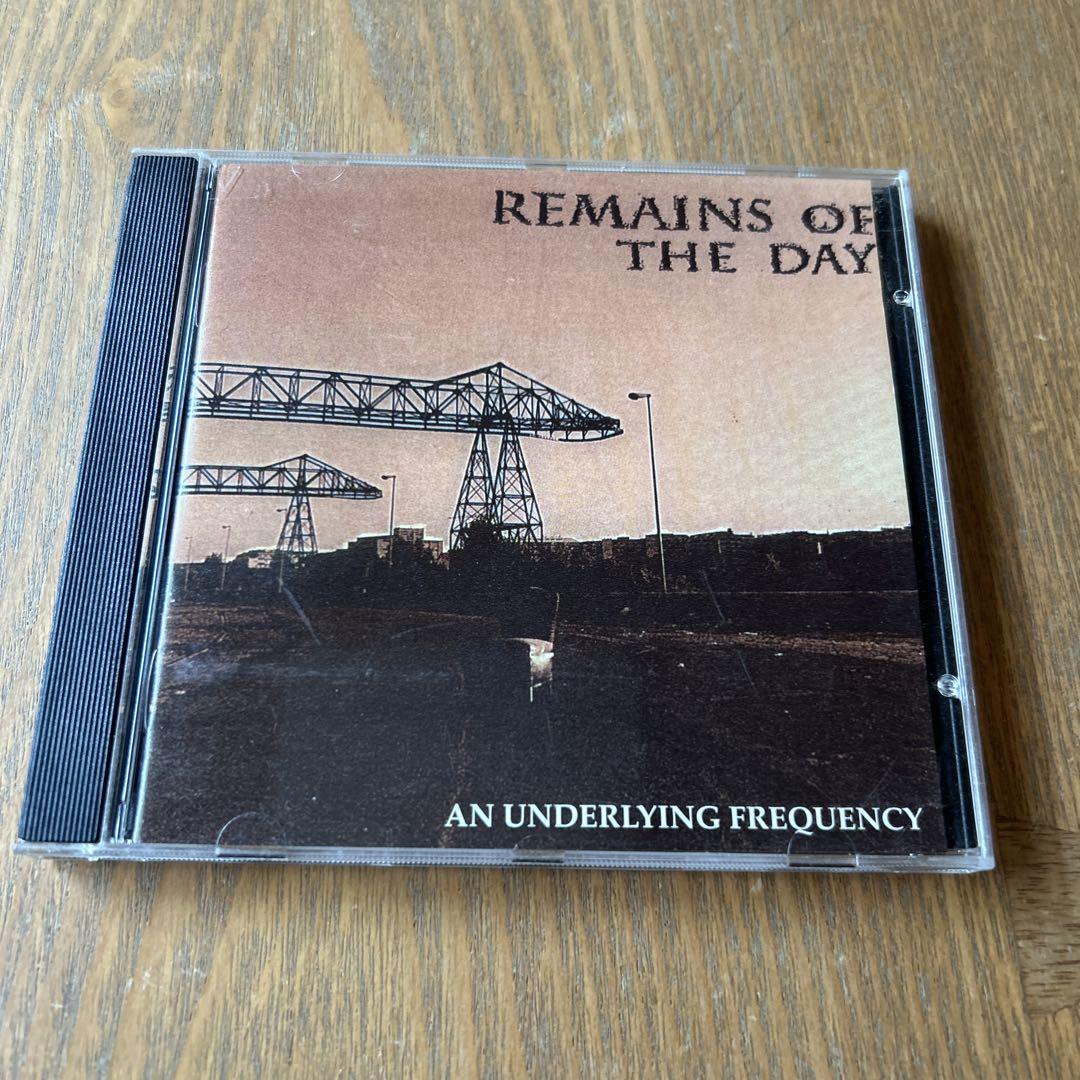 REMAINS OF
THE DAY
AN UNDERLYING FREQUENCY